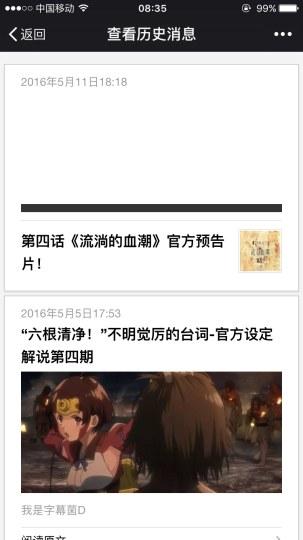 中国移动
08:35
99%
返回
查看历史消息
2016年5月11日18:18
第四话《流淌的血潮》官方预告
片！
2016年5月5日17:53
“六根清净！”不明觉厉的台词-官方设定
解说第四期
我是字幕菌D
阅读原文